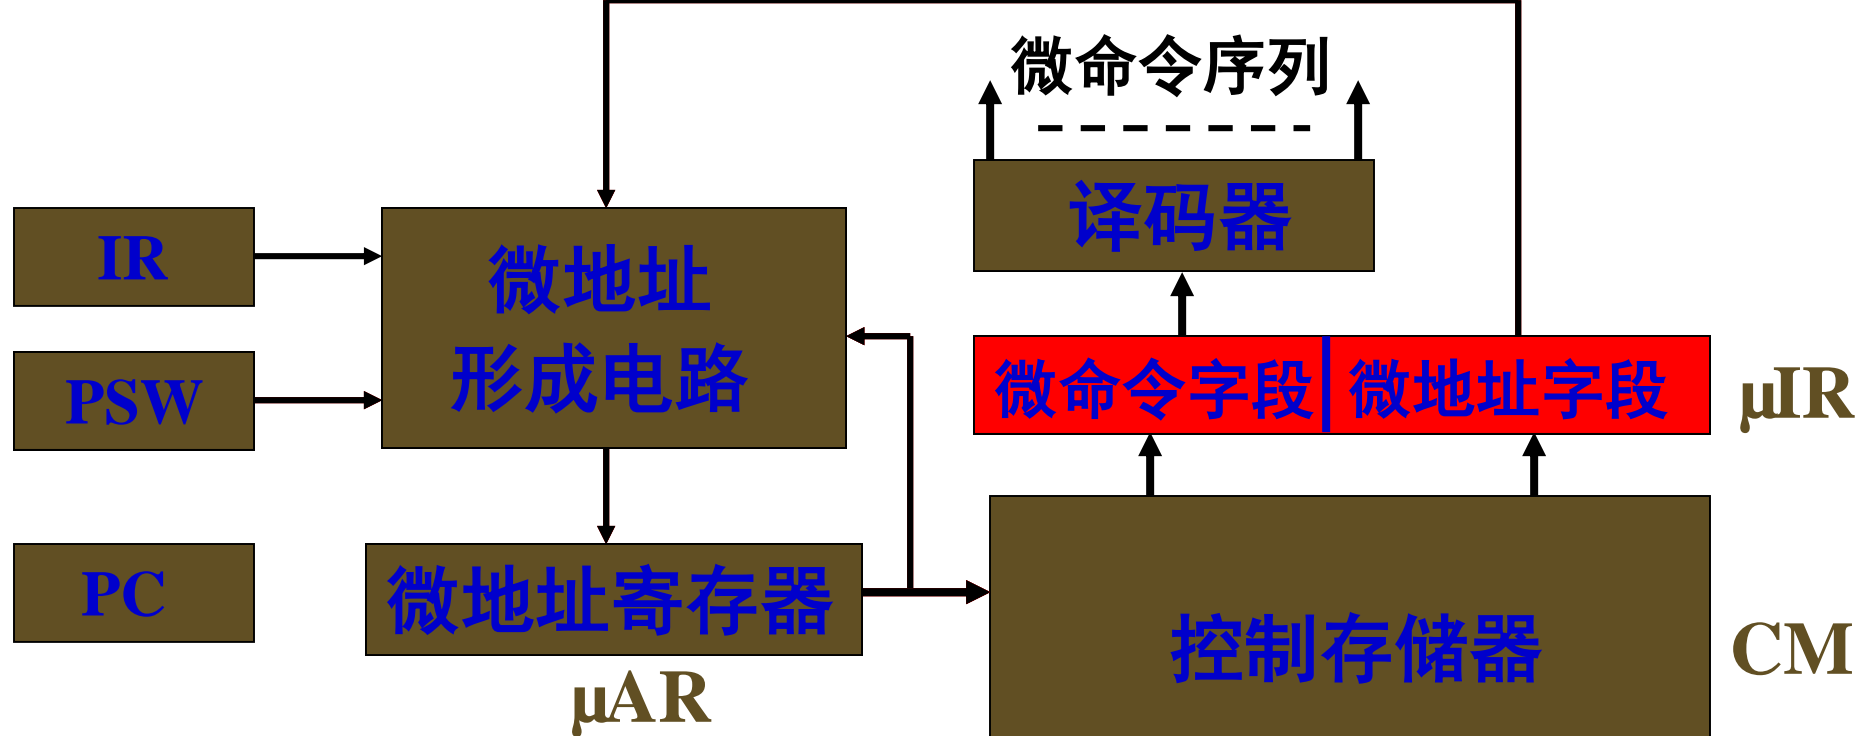 微命令序列
译码器
IR
微地址
形成电路
PSW
微命令字段
微地址字段
μIR
PC
微地址寄存器
μAR
控制存储器
CM